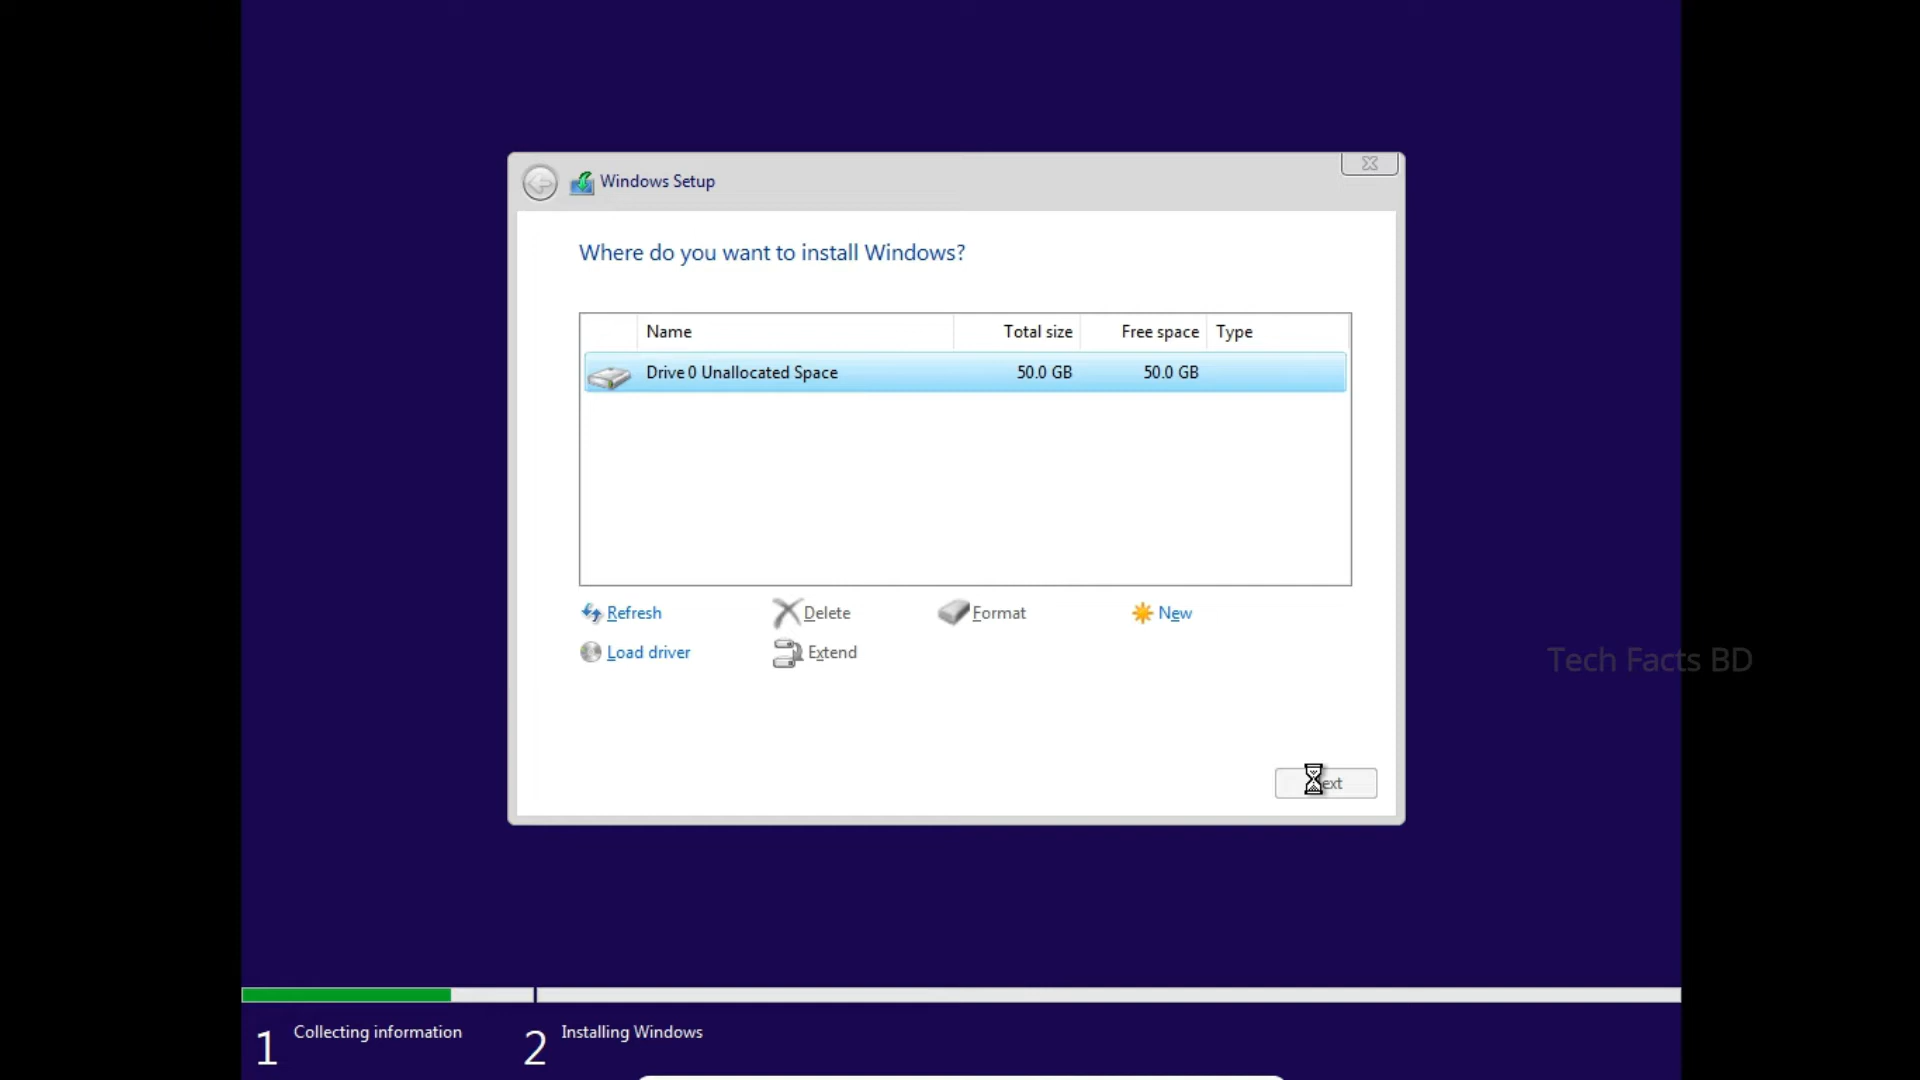 Windows Setup
Where do you want to install Windows?
Name Total size Free space Type
Drive 0 Unallocated Space 50.0 GB 50.0 GB
Refresh Delete Format New
Load driver Extend
Tech Facts BD
1 Collecting information 2 Installing Windows